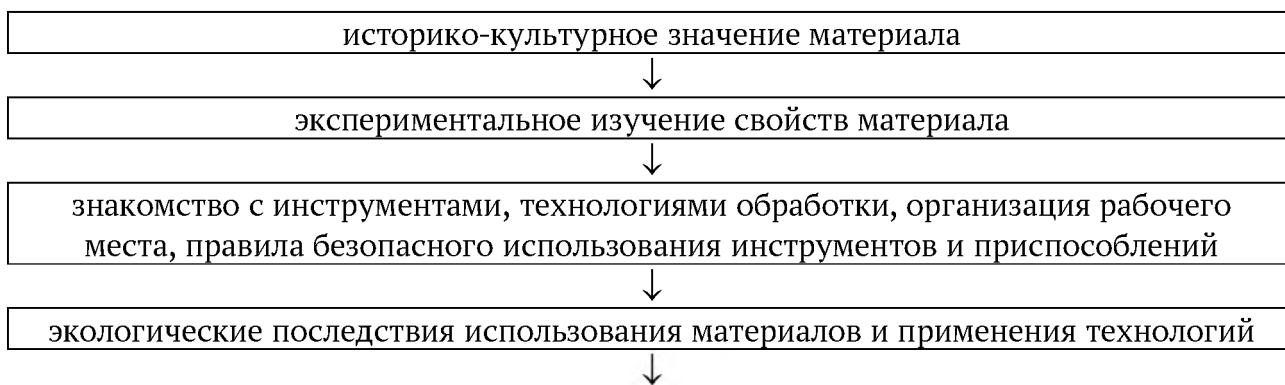 историко-культурное значение материала
↓
экспериментальное изучение свойств материала
↓
знакомство с инструментами, технологиями обработки, организация рабочего
места, правила безопасного использования инструментов и приспособлений
↓
экологические последствия использования материалов и применения технологий
↓